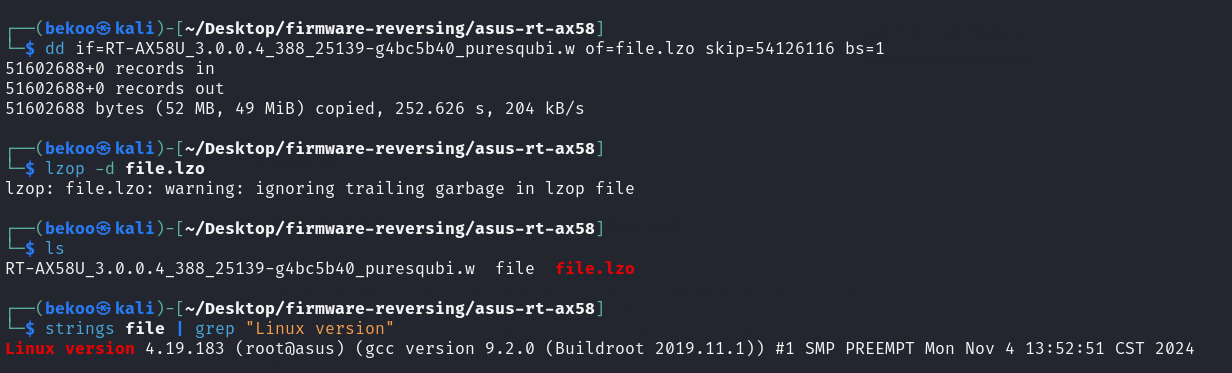 ┌──(bekoo㉿kali)-[~/Desktop/firmware-reversing/asus-rt-ax58]
└─$ dd if=RT-AX58U_3.0.0.4_388_25139-g4bc5b40_puresqubi.w of=file.lzo skip=54126116 bs=1
51602688+0 records in
51602688+0 records out
51602688 bytes (52 MB, 49 MiB) copied, 252.626 s, 204 kB/s
┌──(bekoo㉿kali)-[~/Desktop/firmware-reversing/asus-rt-ax58]
└─$ lzop -d file.lzo
lzop: file.lzo: warning: ignoring trailing garbage in lzop file
┌──(bekoo㉿kali)-[~/Desktop/firmware-reversing/asus-rt-ax58]
└─$ ls
RT-AX58U_3.0.0.4_388_25139-g4bc5b40_puresqubi.w  file  file.lzo
┌──(bekoo㉿kali)-[~/Desktop/firmware-reversing/asus-rt-ax58]
└─$ strings file | grep "Linux version"
Linux version 4.19.183 (root@asus) (gcc version 9.2.0 (Buildroot 2019.11.1)) #1 SMP PREEMPT Mon Nov 4 13:52:51 CST 2024